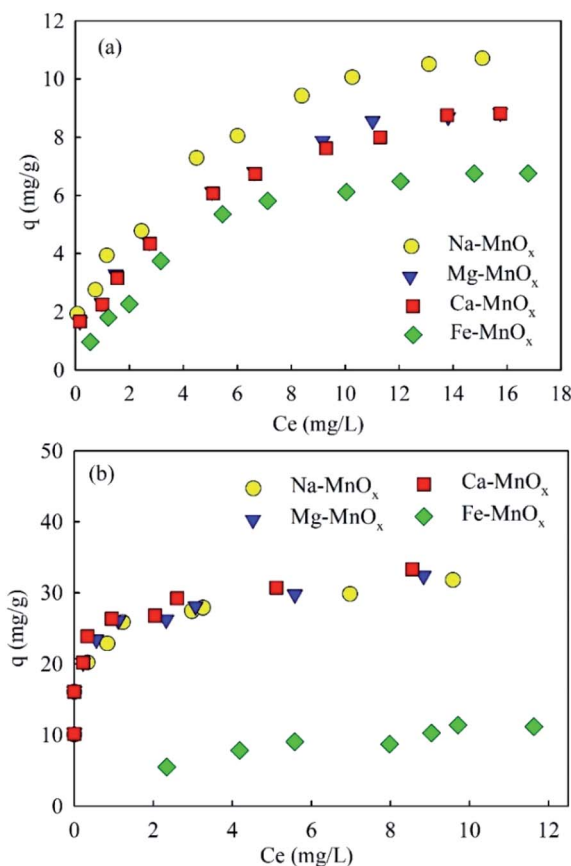 (a)
12
10
8
6
4
2
0
q (mg/g)
Na-MnOx
Mg-MnOx
Ca-MnOx
Fe-MnOx
0 2 4 6 8 10 12 14 16 18
Ce (mg/L)
(b)
50
40
30
20
10
0
q (mg/g)
Na-MnOx Ca-MnOx
Mg-MnOx Fe-MnOx
0 2 4 6 8 10 12
Ce (mg/L)